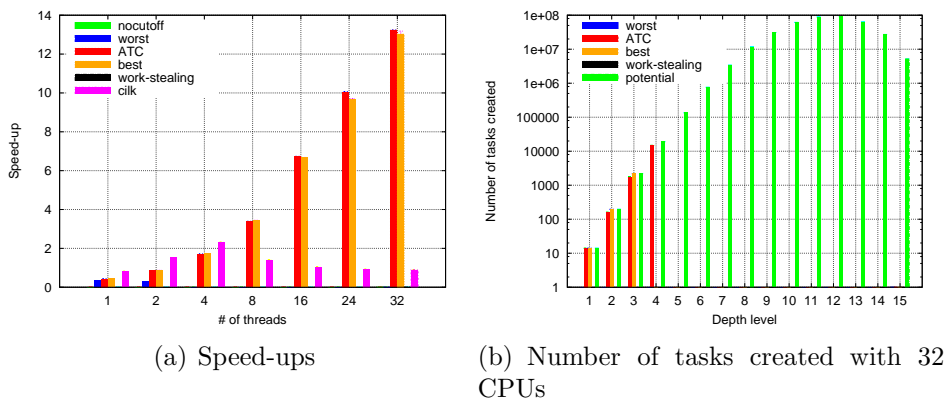 14
12
10
8
6
4
2
0
Speed-up
nocutoff
worst
ATC
best
work-stealing
cilk
1 2 4 8 16 24 32
# of threads
(a) Speed-ups
1e+08
1e+07
1e+06
100000
10000
1000
100
10
1
Number of tasks created
worst
ATC
best
work-stealing
potential
1 2 3 4 5 6 7 8 9 10 11 12 13 14 15
Depth level
(b) Number of tasks created with 32
CPUs